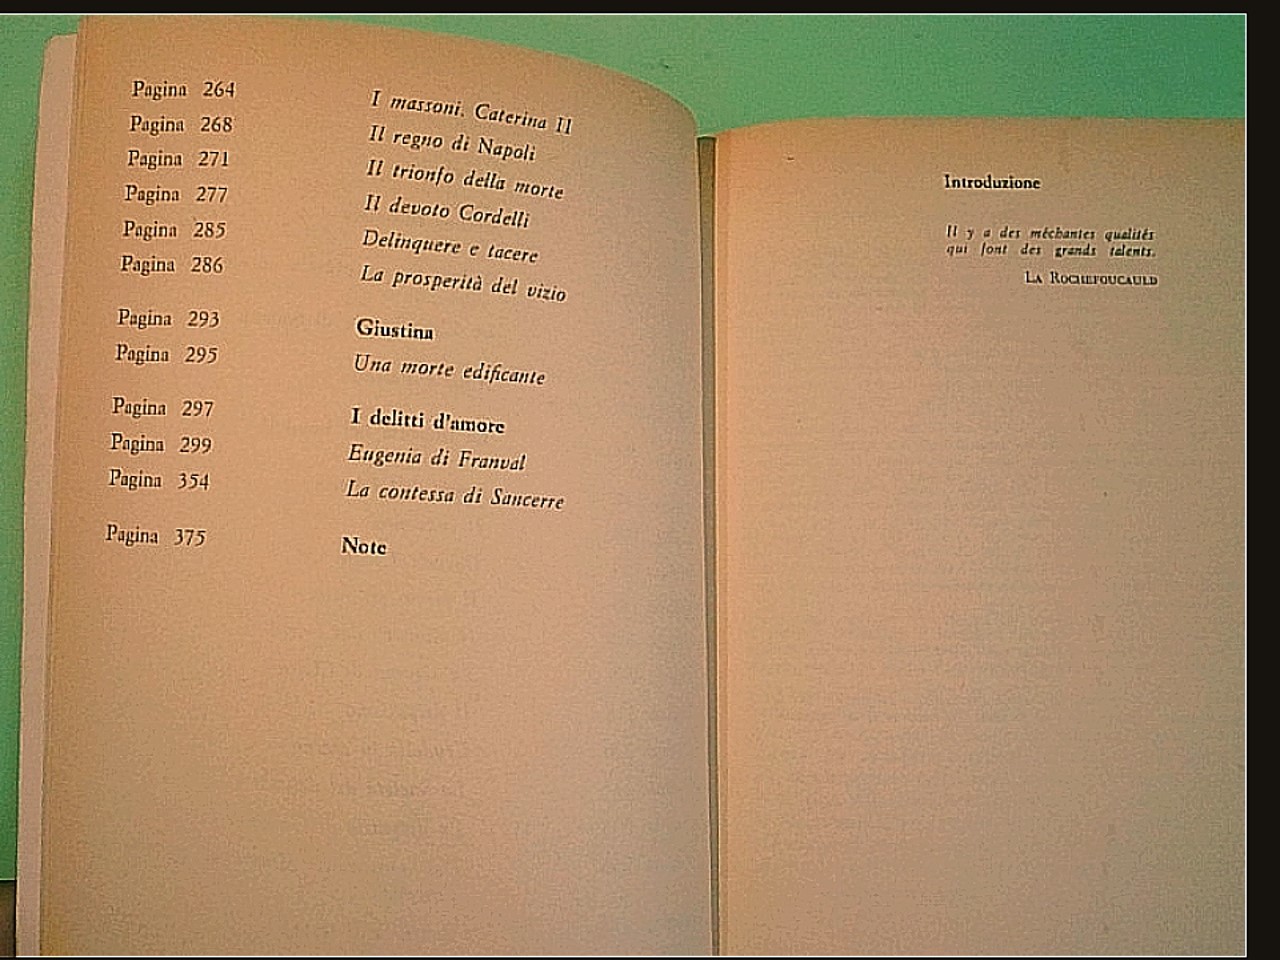 Pagina 264 I massoni. Caterina II
Pagina 268 Il regno di Napoli
Pagina 271 Il trionfo della morte
Pagina 277 Il devoto Cordelli
Pagina 285 Delinquere e tacere
Pagina 286 La prosperità del vizio
Pagina 293 Giustina
Pagina 295 Una morte edificante
Pagina 297 I delitti d'amore
Pagina 299 Eugenia di Franval
Pagina 354 La contessa di Sancerre
Pagina 375 Note
Introduzione
Il y a des méchantes qualités
qui font des grands talents.
LA ROCHEFOUCAULD